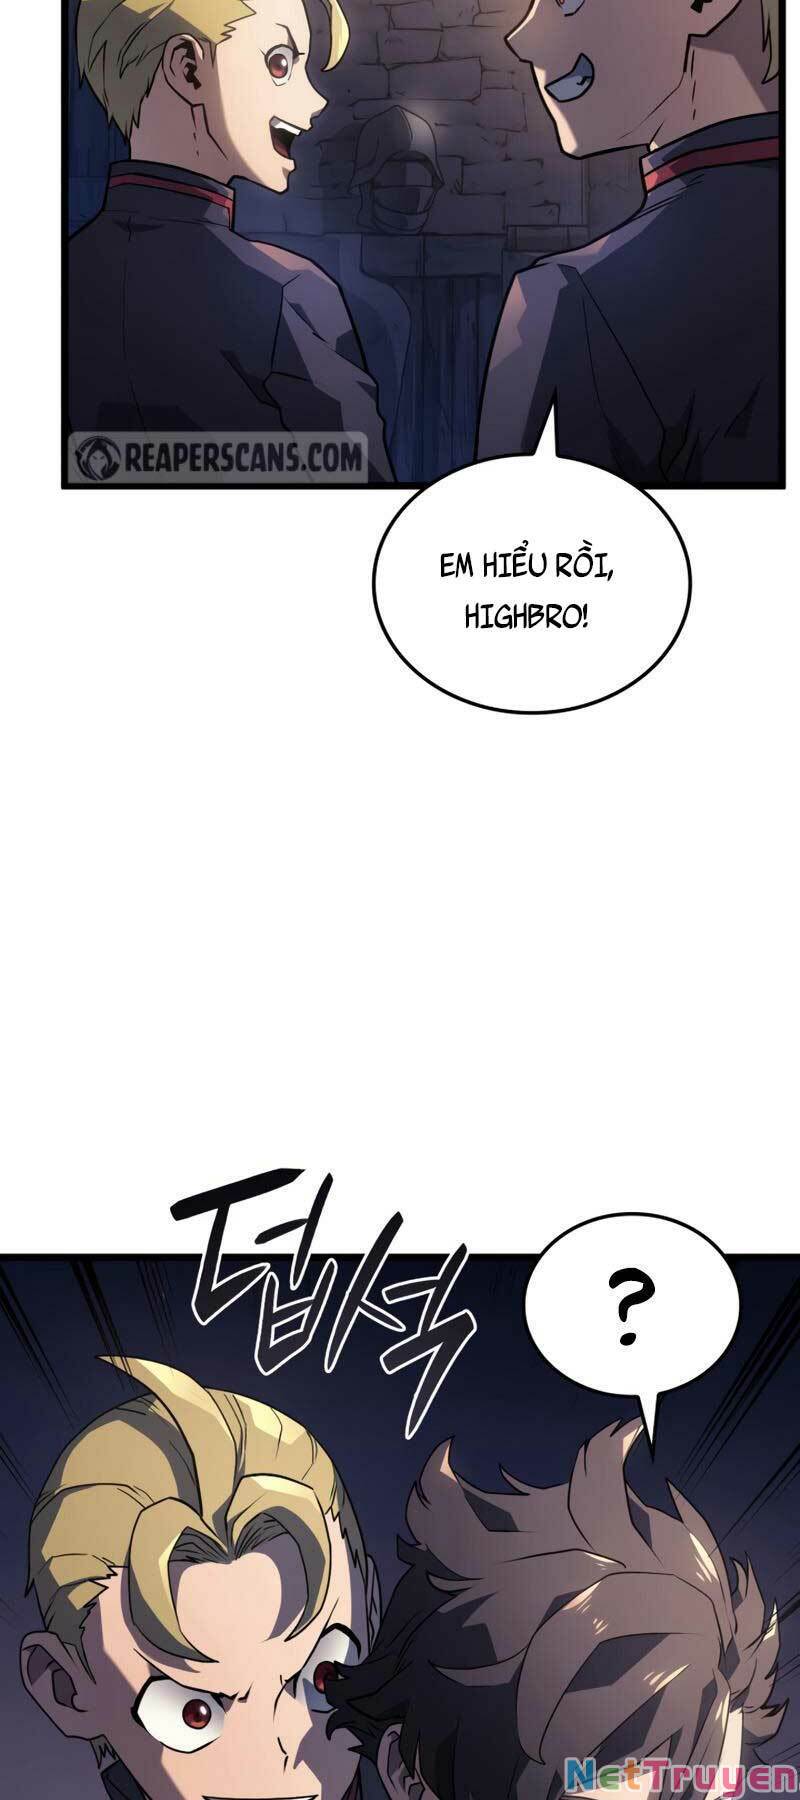 REAPERSCANS.COM
EM HIỂU RỒI,
HIGHBRO!
덥석
?
NetTruyen